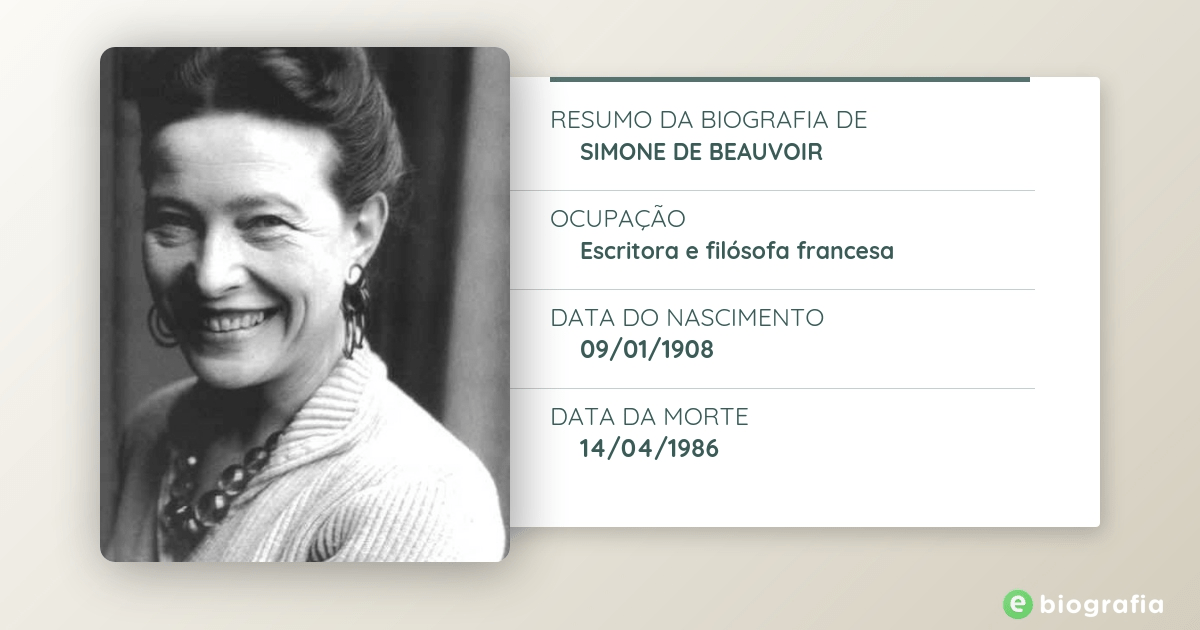 RESUMO DA BIOGRAFIA DE
SIMONE DE BEAUVOIR
OCUPAÇÃO
Escritora e filósofa francesa
DATA DO NASCIMENTO
09/01/1908
DATA DA MORTE
14/04/1986
e biografia